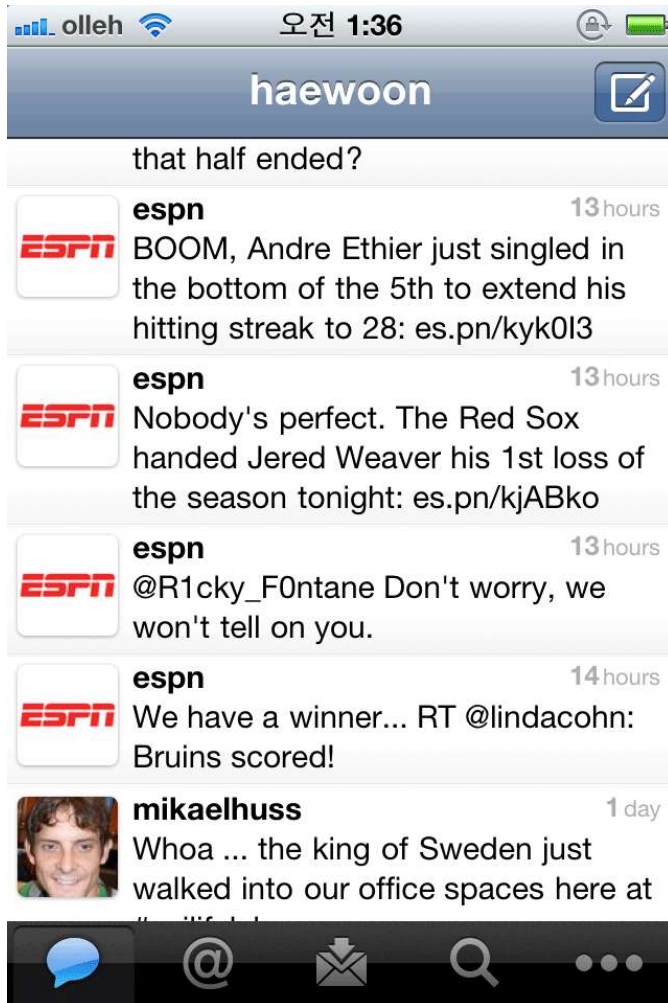 olleh 오전 1:36
haewoon
that half ended?
espn 13 hours
ESPN BOOM, Andre Ethier just singled in
the bottom of the 5th to extend his
hitting streak to 28: es.pn/kyk0I3
espn 13 hours
ESPN Nobody's perfect. The Red Sox
handed Jered Weaver his 1st loss of
the season tonight: es.pn/kjABko
espn 13 hours
ESPN @R1cky_F0ntane Don't worry, we
won't tell on you.
espn 14 hours
ESPN We have a winner... RT @lindacohn:
Bruins scored!
mikaelhuss 1 day
Whoa ... the king of Sweden just
walked into our office spaces here at
@